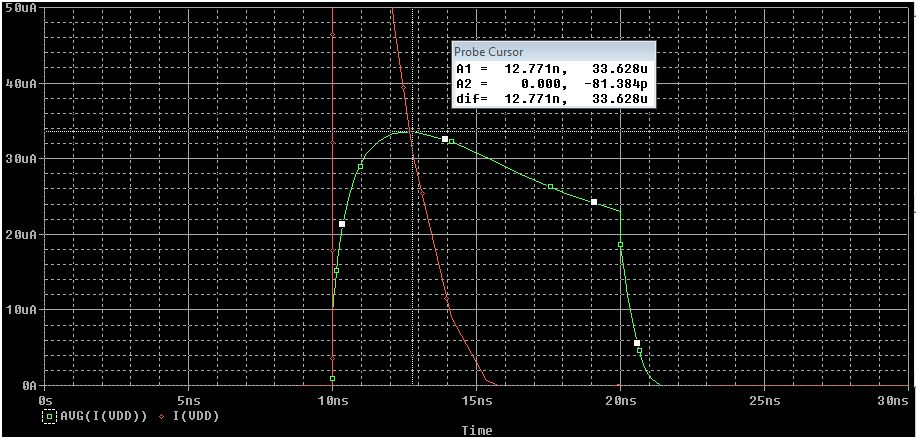 50uA
Probe Cursor
A1 = 12.771n, 33.628u
A2 = 0.000, -81.384p
dif= 12.771n, 33.628u
40uA
30uA
20uA
10uA
0A
0s 5ns 10ns 15ns 20ns 25ns 30ns
AVG(I(VDD)) I(VDD)
Time